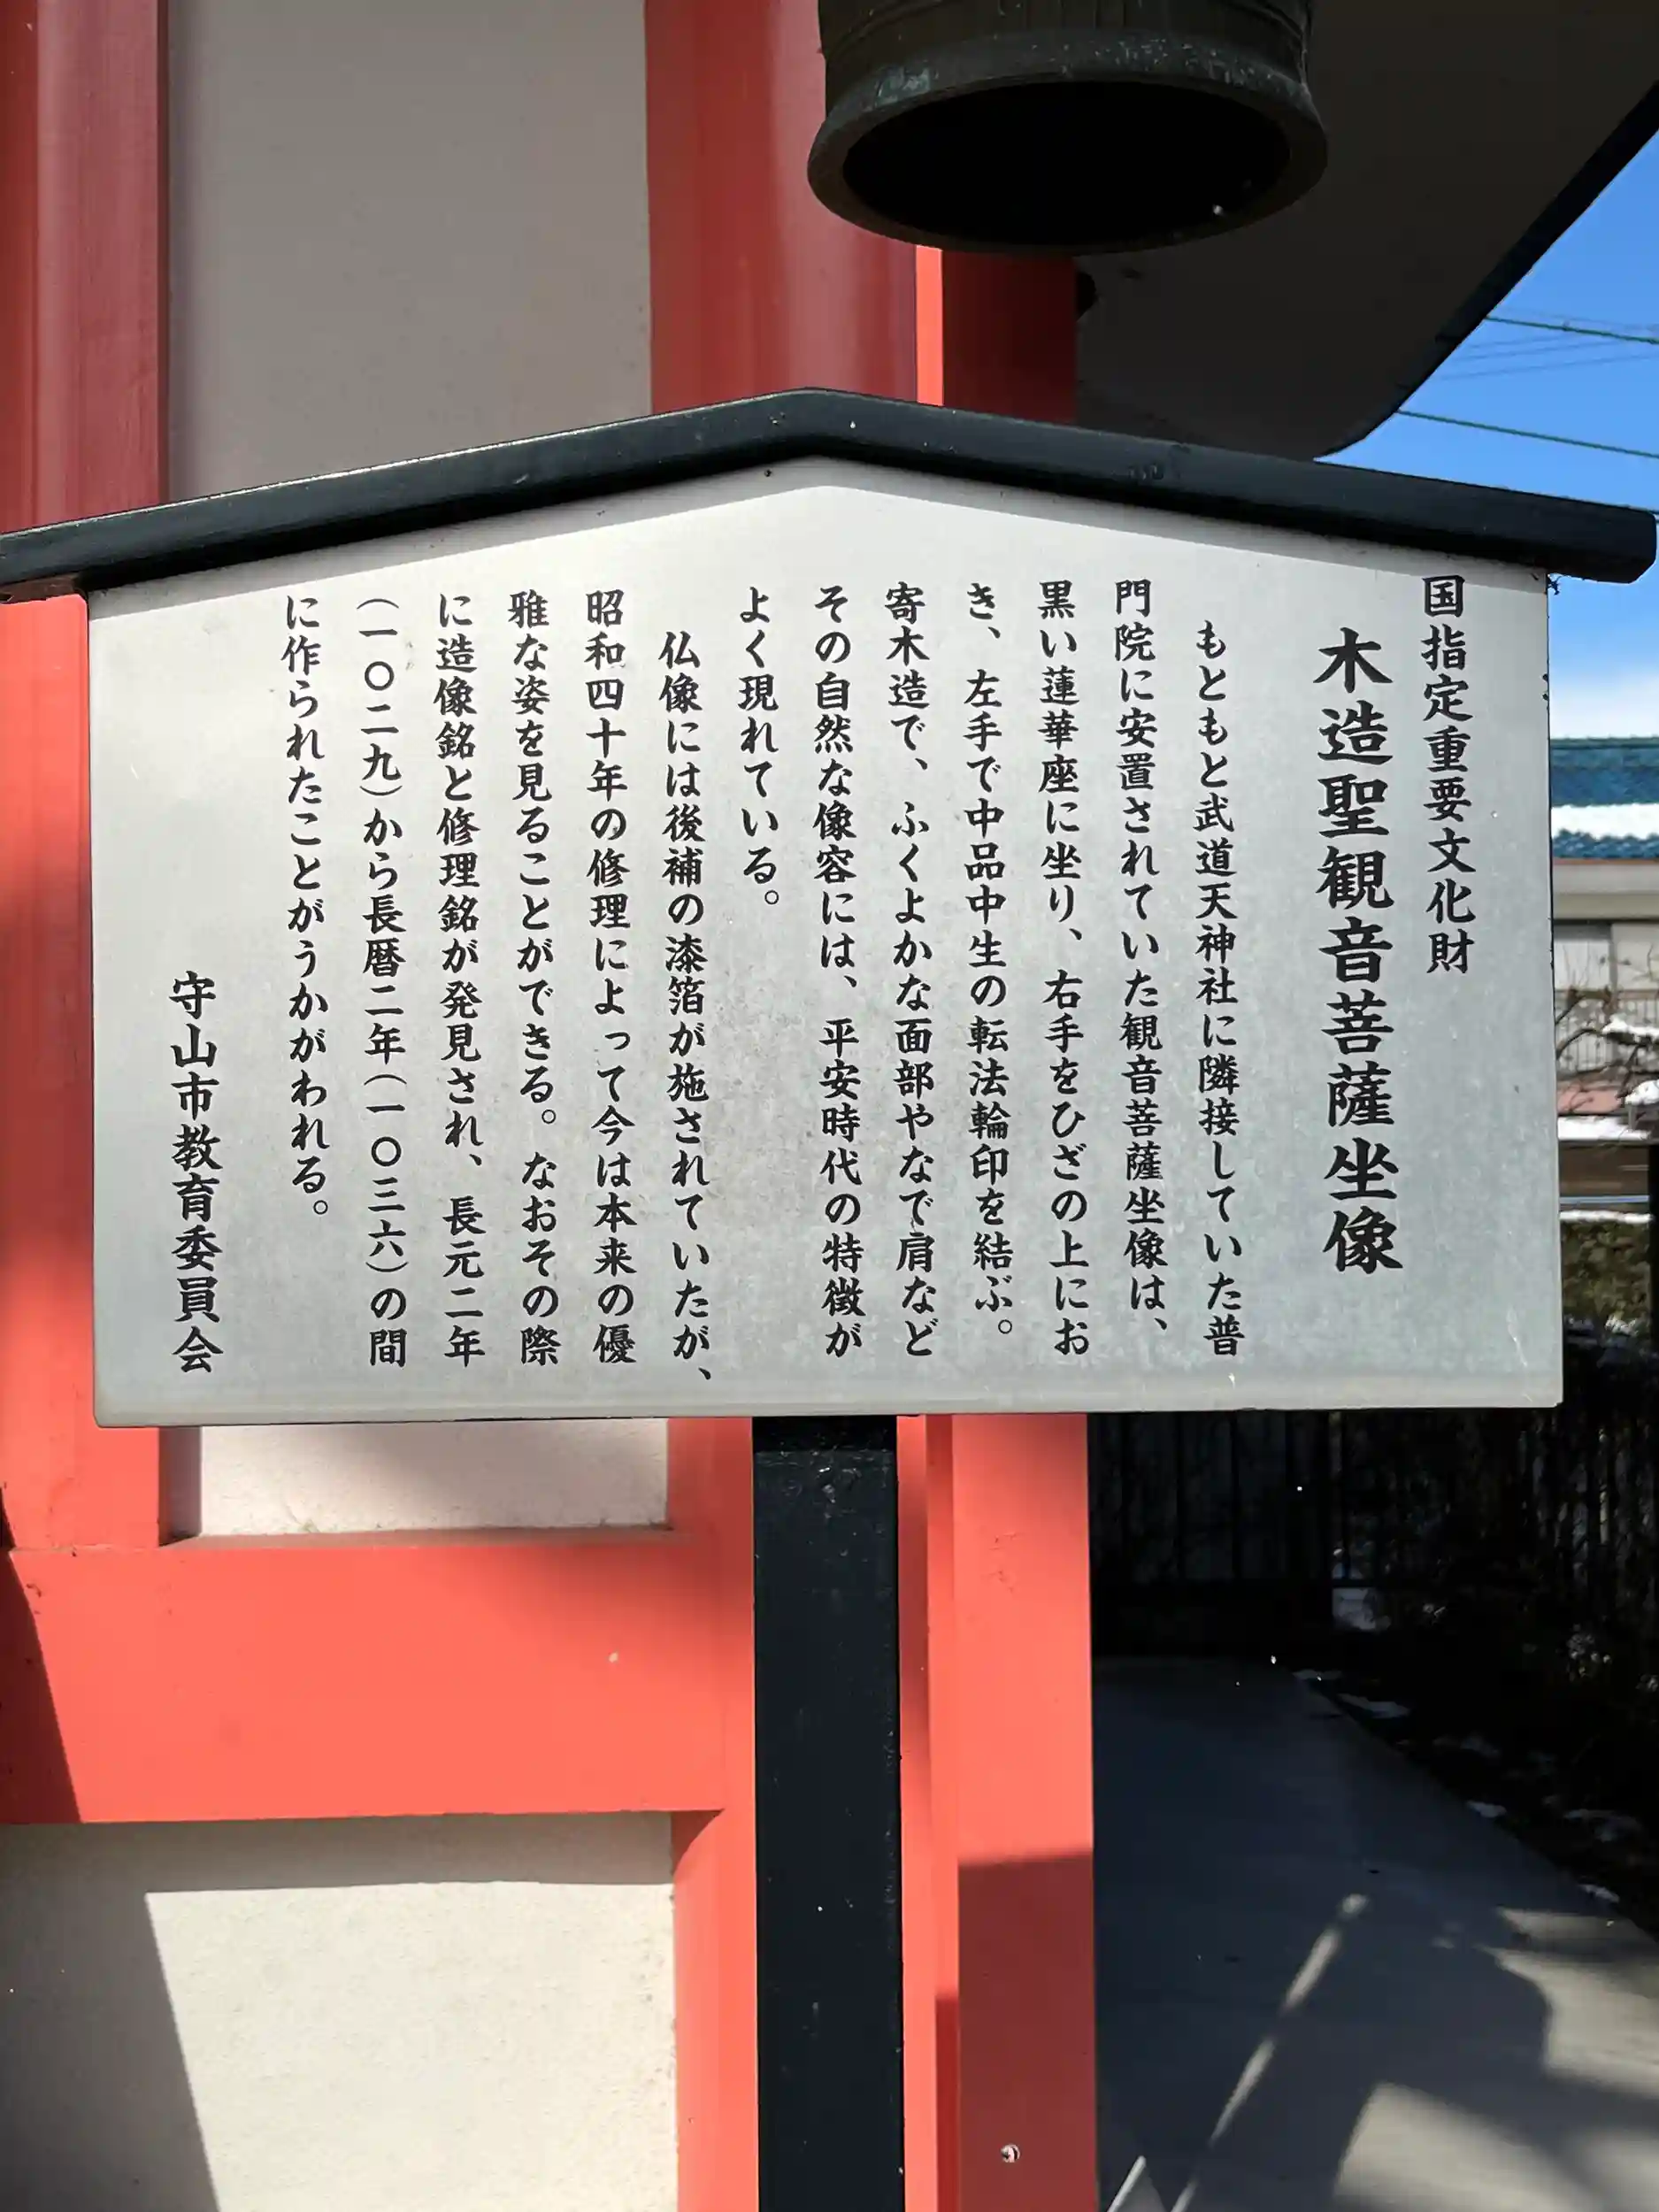 国指定重要文化財
木造聖観音菩薩坐像
もともと武道天神社に隣接していた普
門院に安置されていた観音菩薩坐像は、
黒い蓮華座に坐り、右手をひざの上にお
き、左手で中品中生の転法輪印を結ぶ。
寄木造で、ふくよかな面部やなで肩など
その自然な像容には、平安時代の特徴が
よく現れている。
仏像には後補の漆箔が施されていたが、
昭和四十年の修理によって今は本来の優
雅な姿を見ることができる。なおその際
に造像銘と修理銘が発見され、長元二年
（一〇二九）から長暦二年（一〇三六）の間
に作られたことがうかがわれる。
守山市教育委員会